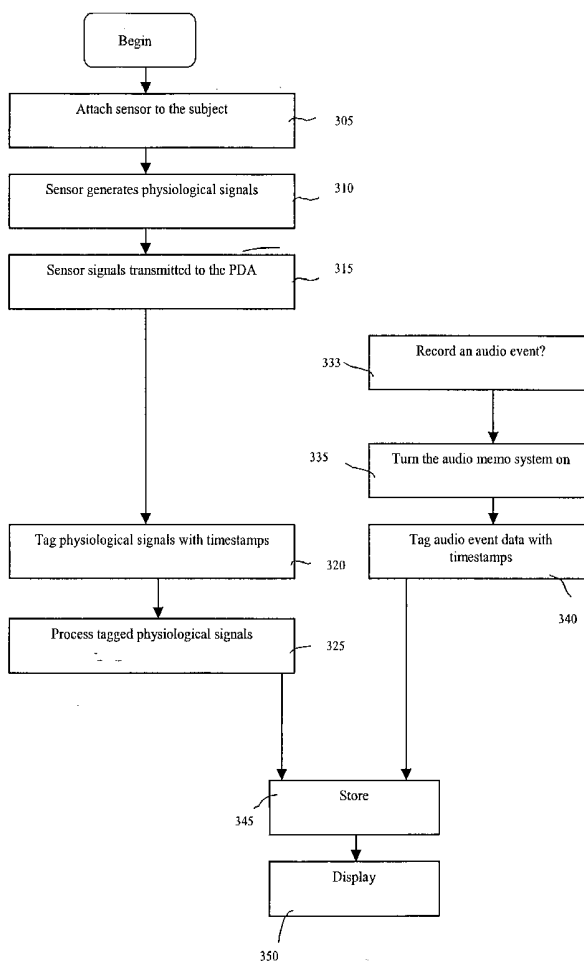 Begin
Attach sensor to the subject
305
Sensor generates physiological signals
310
Sensor signals transmitted to the PDA
315
Record an audio event?
333
Turn the audio memo system on
335
Tag physiological signals with timestamps
320
Tag audio event data with
timestamps
340
Process tagged physiological signals
325
Store
345
Display
350